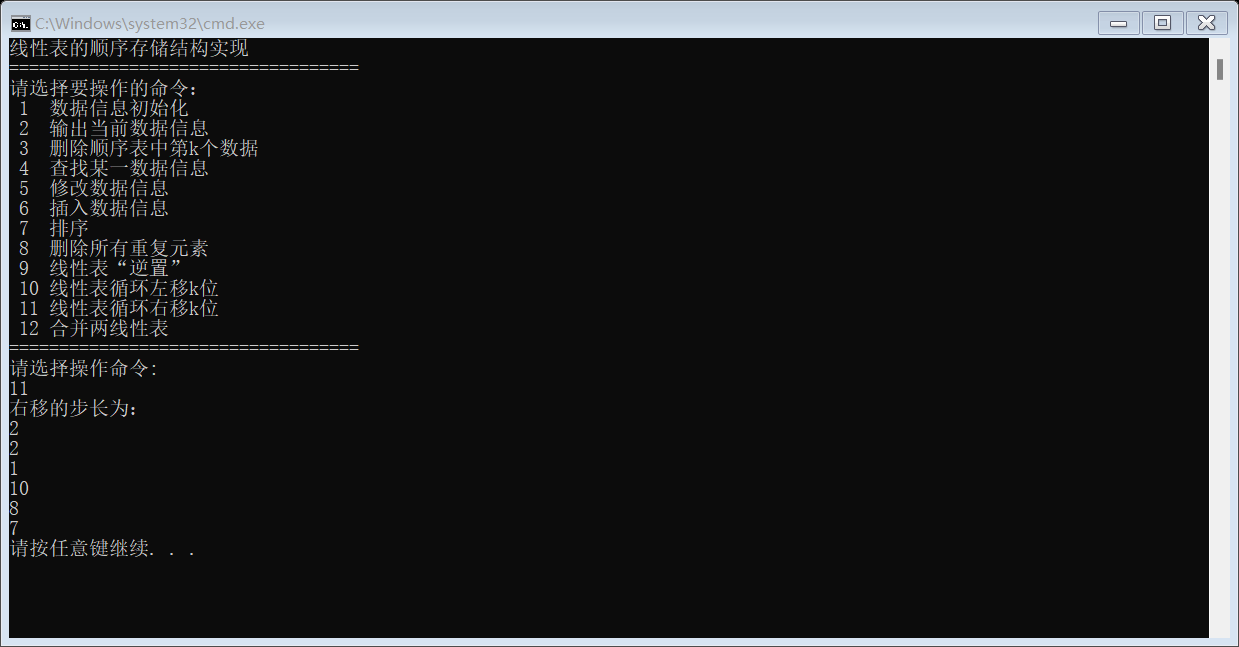 C:\Windows\system32\cmd.exe
线性表的顺序存储结构实现
===================================
请选择要操作的命令：
1 数据信息初始化
2 输出当前数据信息
3 删除顺序表中第k个数据
4 查找某一数据信息
5 修改数据信息
6 插入数据信息
7 排序
8 删除所有重复元素
9 线性表“逆置”
10 线性表循环左移k位
11 线性表循环右移k位
12 合并两线性表
===================================
请选择操作命令:
11
右移的步长为：
2
2
1
10
8
7
请按任意键继续. . .